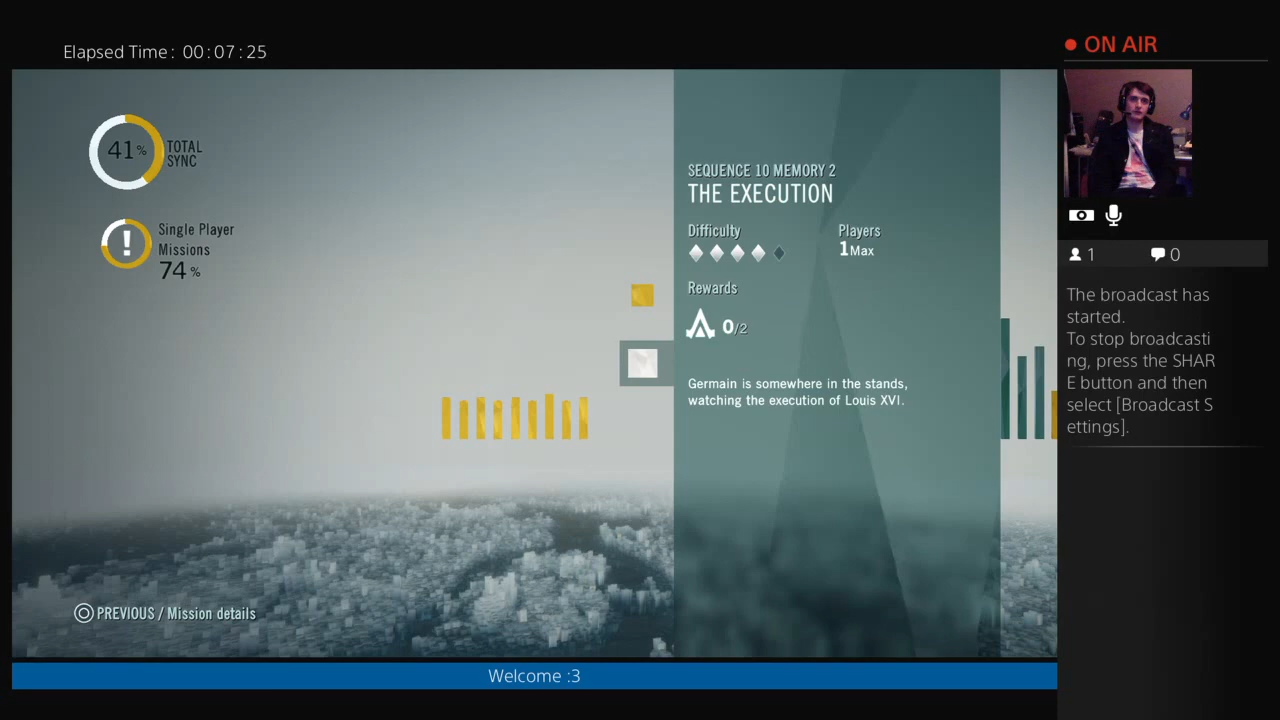 Elapsed Time: 00:07:25
ON AIR
41%
TOTAL
SYNC
Single Player
Missions
74 %
SEQUENCE 10 MEMORY 2
THE EXECUTION
Difficulty
Players
1 Max
Rewards
0/2
Germain is somewhere in the stands,
watching the execution of Louis XVI.
PREVIOUS / Mission details
Welcome :3
1
0
The broadcast has
started.
To stop broadcasti
ng, press the SHAR
E button and then
select [Broadcast S
ettings].